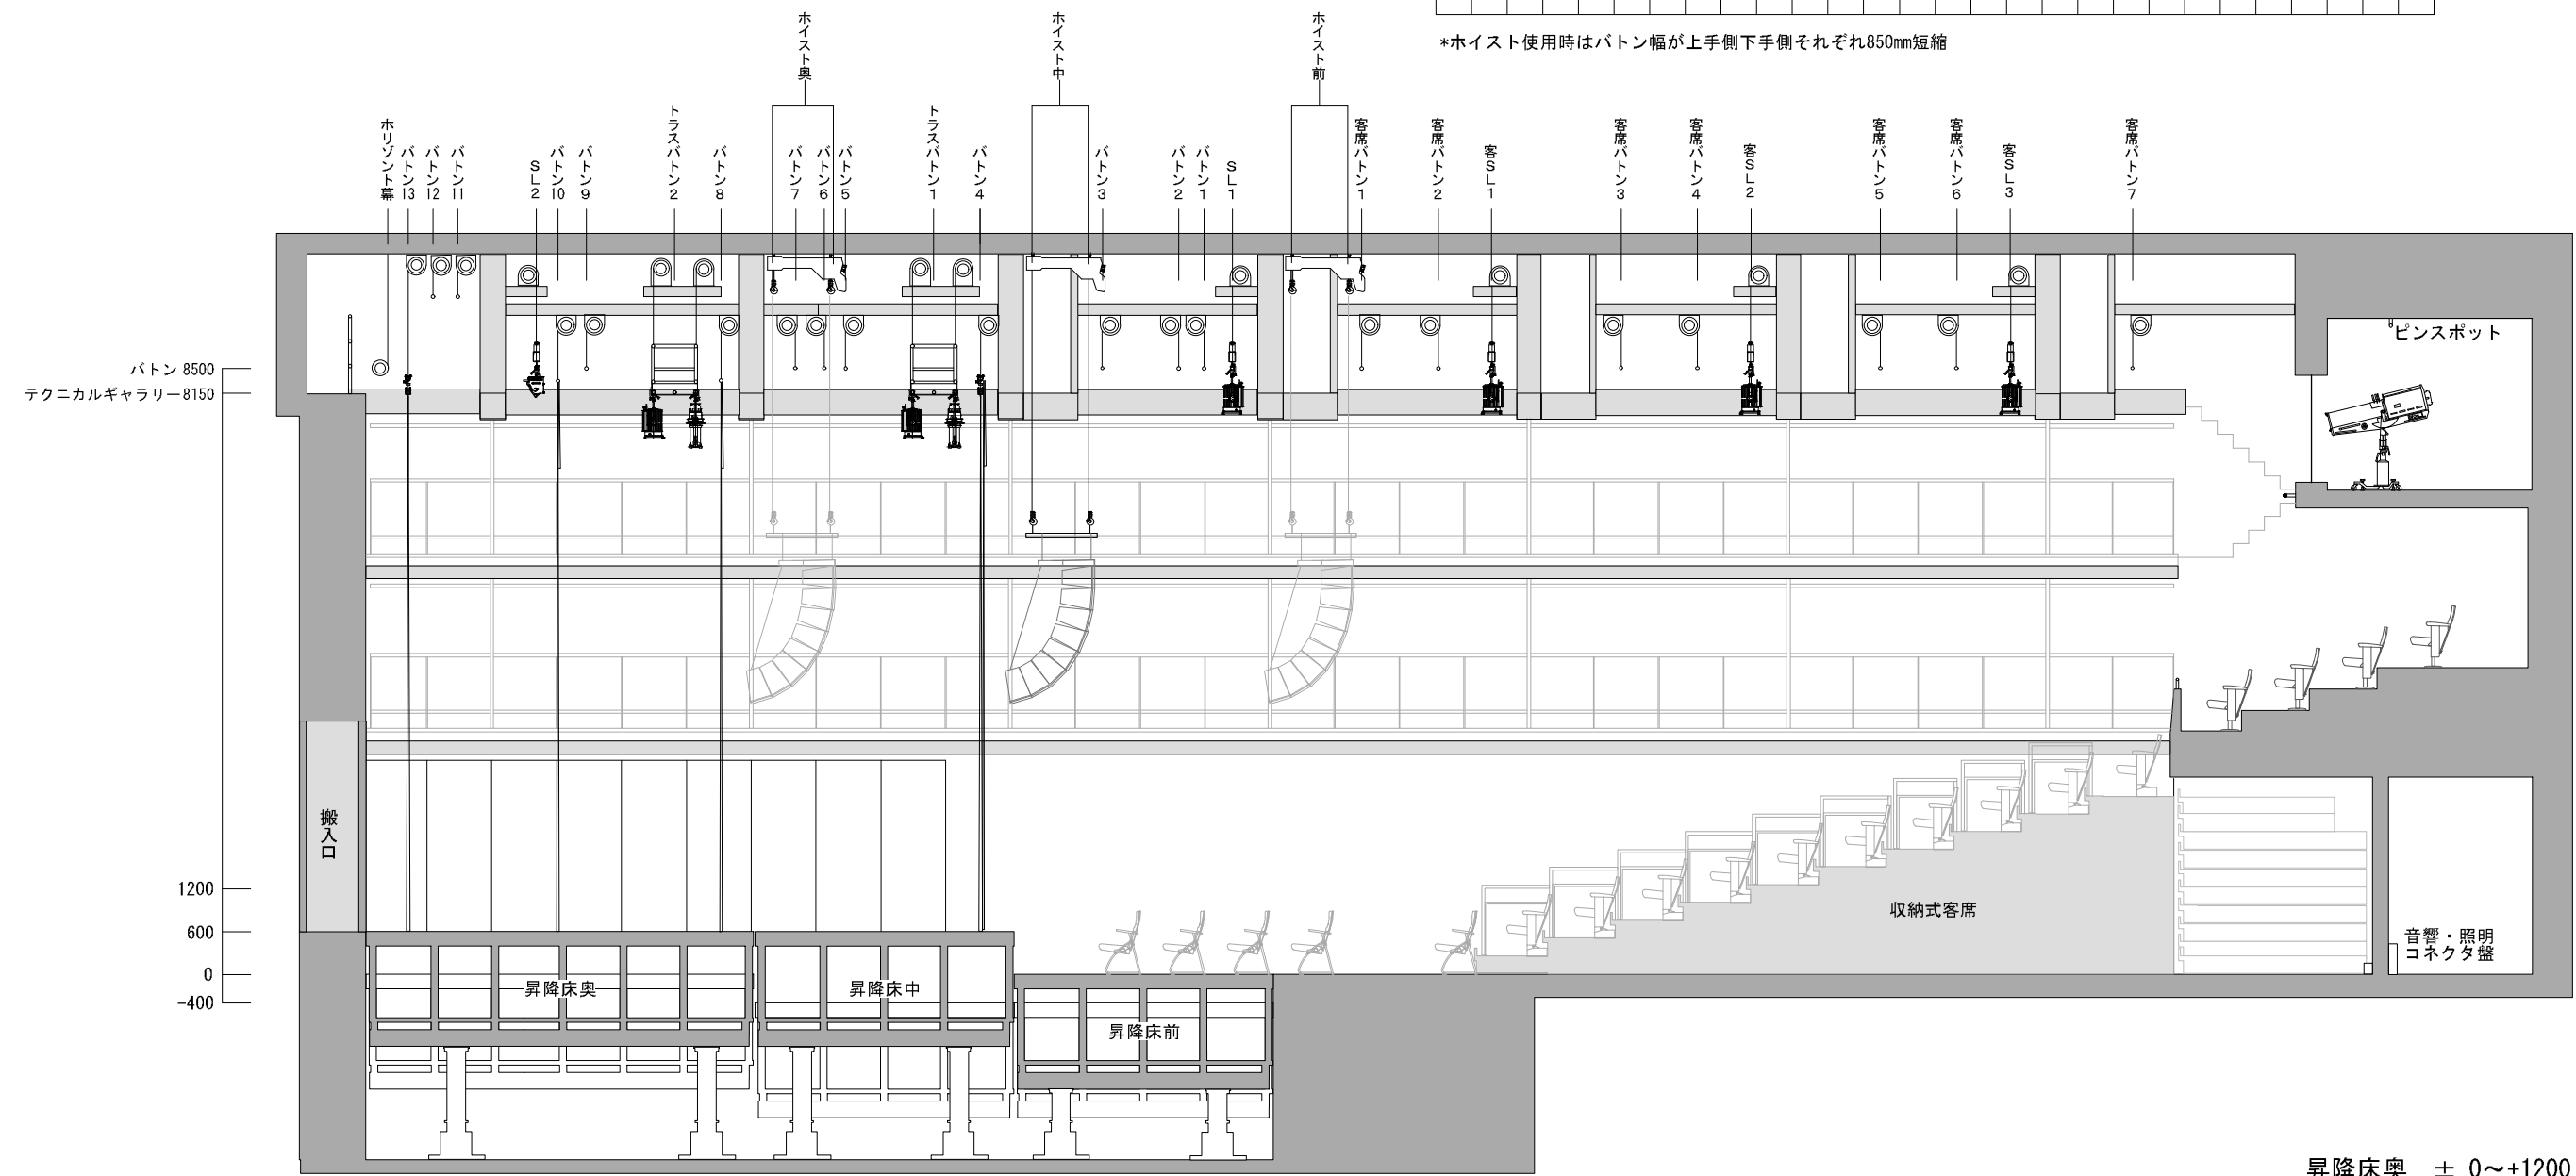 *ホイスト使用時はバトン幅が上手側下手側それぞれ850mm短縮
ホイスト奥
ホイスト中
ホイスト前
ホリゾント幕
バトン13
バトン12
バトン11
SL2
バトン10
バトン9
トラスバトン2
バトン8
バトン7
バトン6
バトン5
トラスバトン1
バトン4
バトン3
バトン2
バトン1
SL1
客席バトン1
客席バトン2
客SL1
客席バトン3
客席バトン4
客SL2
客席バトン5
客席バトン6
客SL3
客席バトン7
ピンスポット
バトン 8500
テクニカルギャラリー8150
搬入口
1200
600
0
-400
収納式客席
音響・照明
コネクタ盤
昇降床奥
昇降床中
昇降床前
昇降床奥 ± 0～+1200